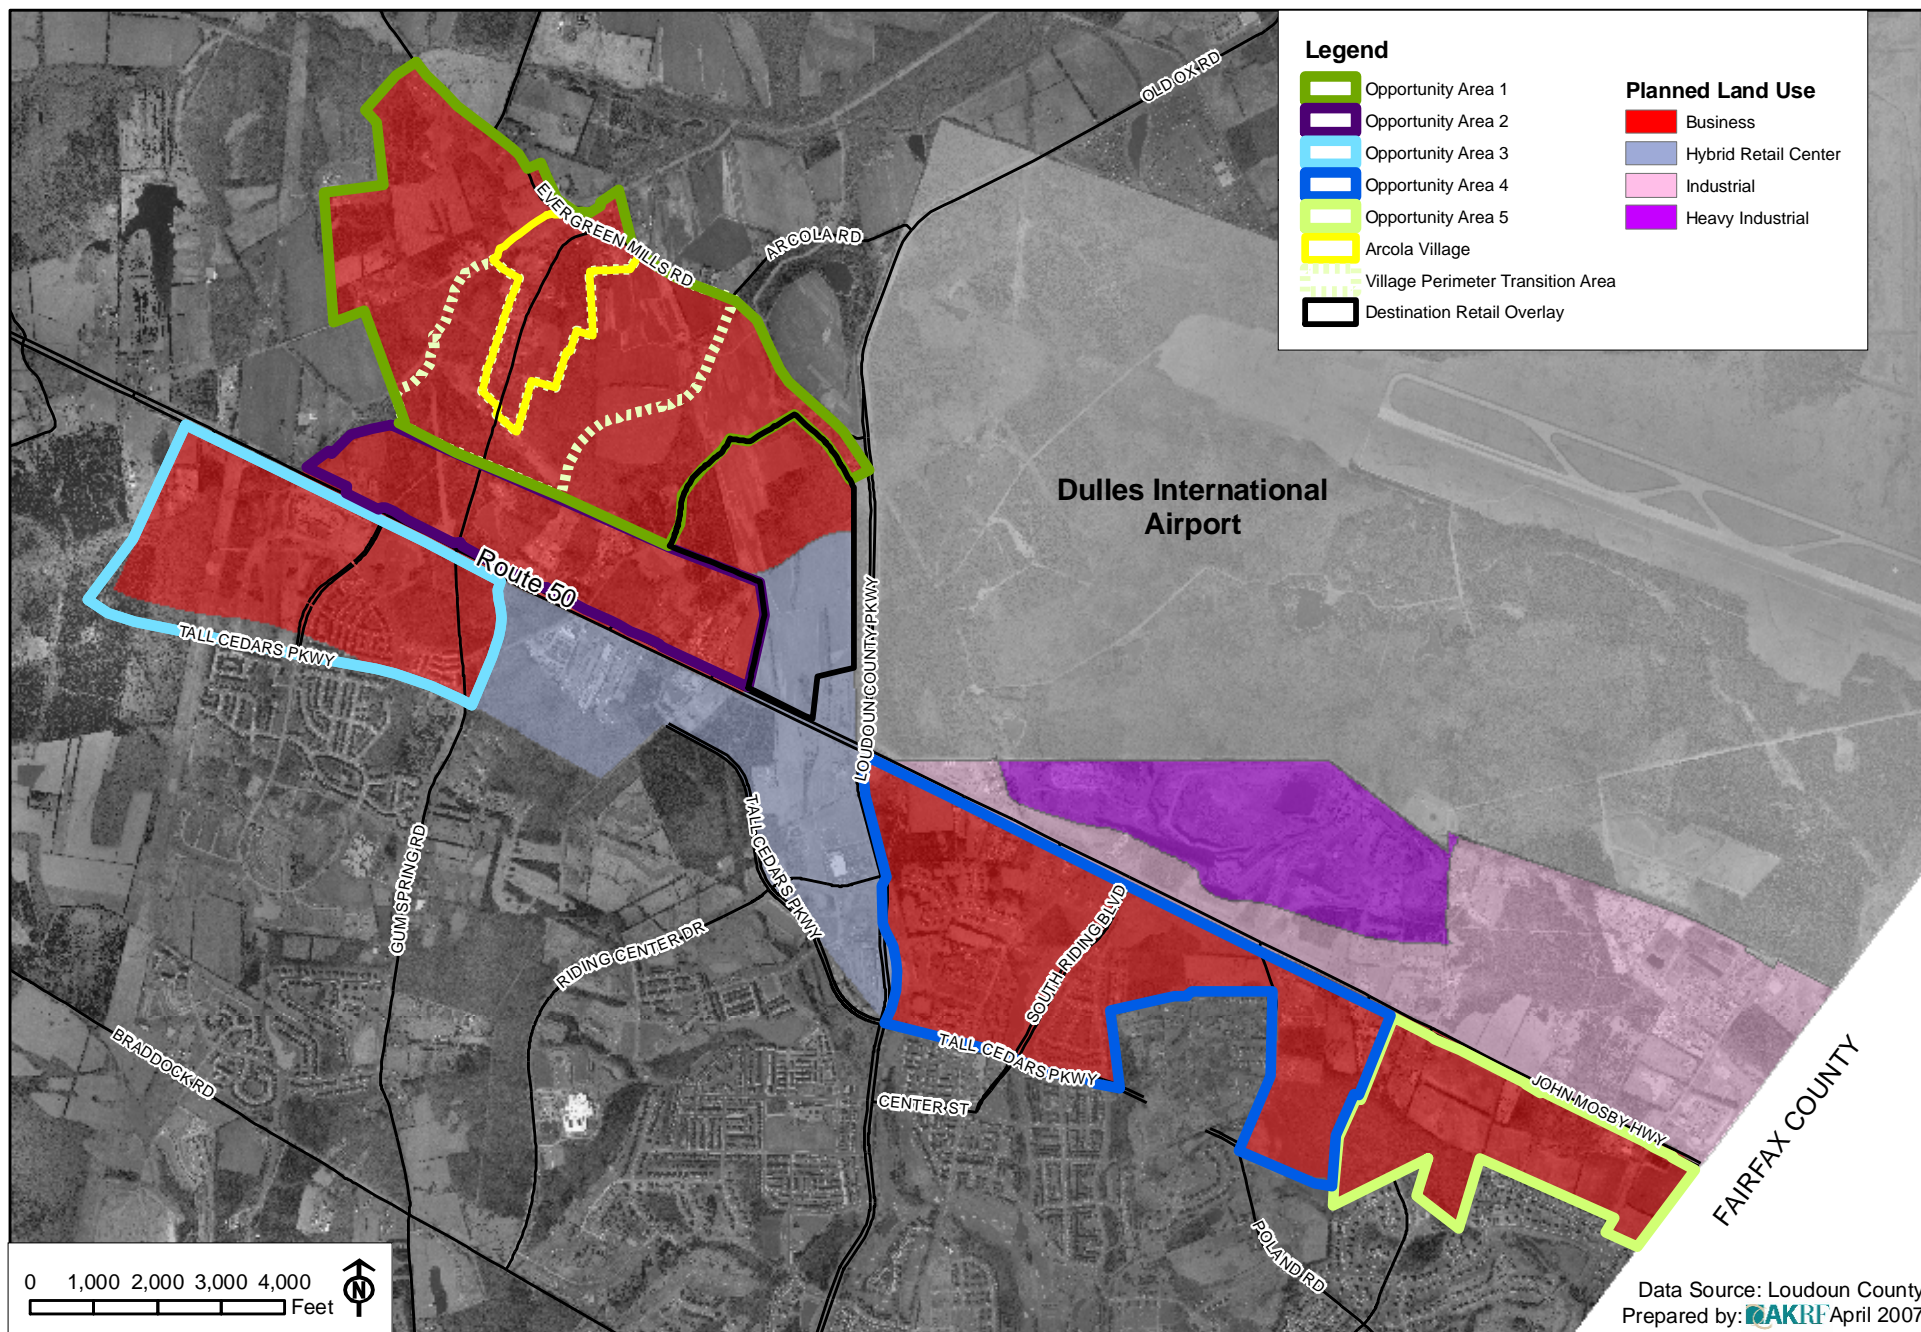 Legend
Opportunity Area 1
Opportunity Area 2
Opportunity Area 3
Opportunity Area 4
Opportunity Area 5
Arcola Village
Village Perimeter Transition Area
Destination Retail Overlay
Planned Land Use
Business
Hybrid Retail Center
Industrial
Heavy Industrial
OLD OX RD
EVERGREEN MILLS RD
ARCOLA RD
Dulles International
Airport
Route 50
LOUDOUN COUNTY PKWY
TALL CEDARS PKWY
TALL CEDARS PKWY
GUM SPRING RD
RIDING CENTER DR
SOUTH RIDING BLVD
TALL CEDARS PKWY
CENTER ST
BRADDOCK RD
JOHN MOSBY HWY
FAIRFAX COUNTY
POLAND RD
0 1,000 2,000 3,000 4,000
Feet
N
Data Source: Loudoun County
Prepared by: AKRF April 2007